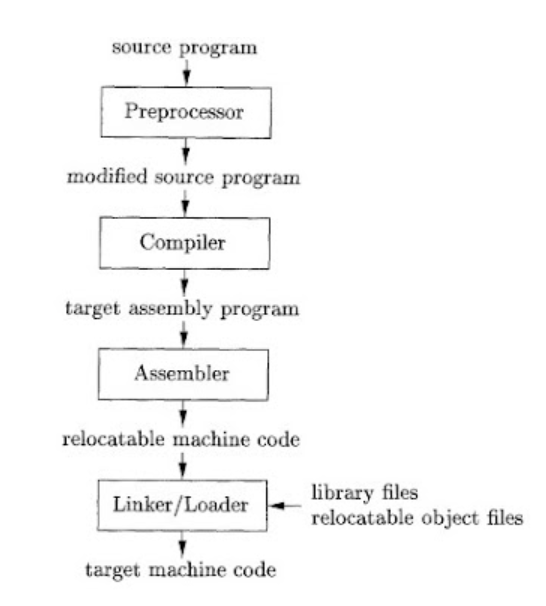 source program
Preprocessor
modified source program
Compiler
target assembly program
Assembler
relocatable machine code
Linker/Loader
library files
relocatable object files
target machine code